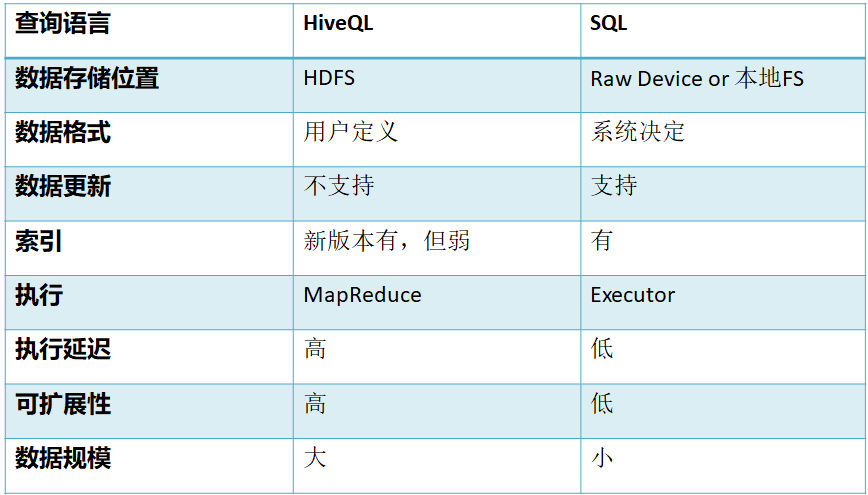 查询语言 HiveQL SQL
数据存储位置 HDFS Raw Device or 本地FS
数据格式 用户定义 系统决定
数据更新 不支持 支持
索引 新版本有，但弱 有
执行 MapReduce Executor
执行延迟 高 低
可扩展性 高 低
数据规模 大 小